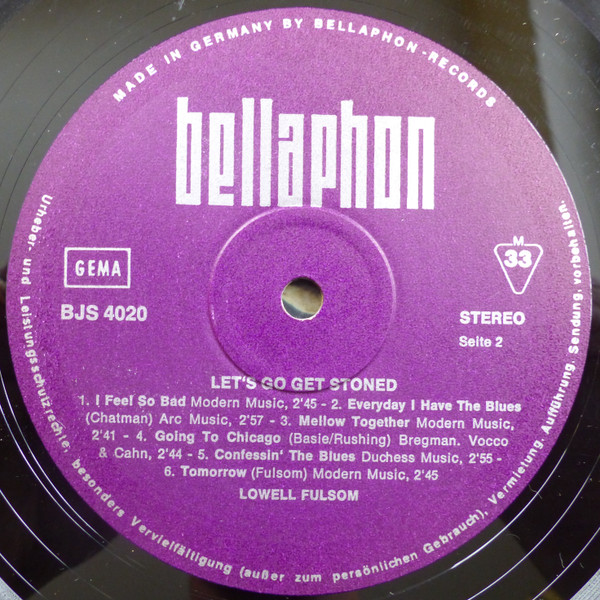 MADE IN GERMANY BY BELLAPHON-RECORDS
bellaphon
GEMA
BJS 4020
M
33
STEREO
Seite 2
LET'S GO GET STONED
1. I Feel So Bad Modern Music, 2'45 - 2. Everyday I Have The Blues
(Chatman) Arc Music, 2'57 - 3. Mellow Together Modern Music,
2'41 - 4. Going To Chicago (Basie/Rushing) Bregman. Vocco
& Cahn, 2'44 - 5. Confessin' The Blues Duchess Music, 2'55 -
6. Tomorrow (Fulsom) Modern Music, 2'45
LOWELL FULSOM
Urheber- und Leistungsschutzrechte, besonders Vervielfältigung (außer zum persönlichen Gebrauch), Vermietung, Aufführung, Sendung, vorbehalten.